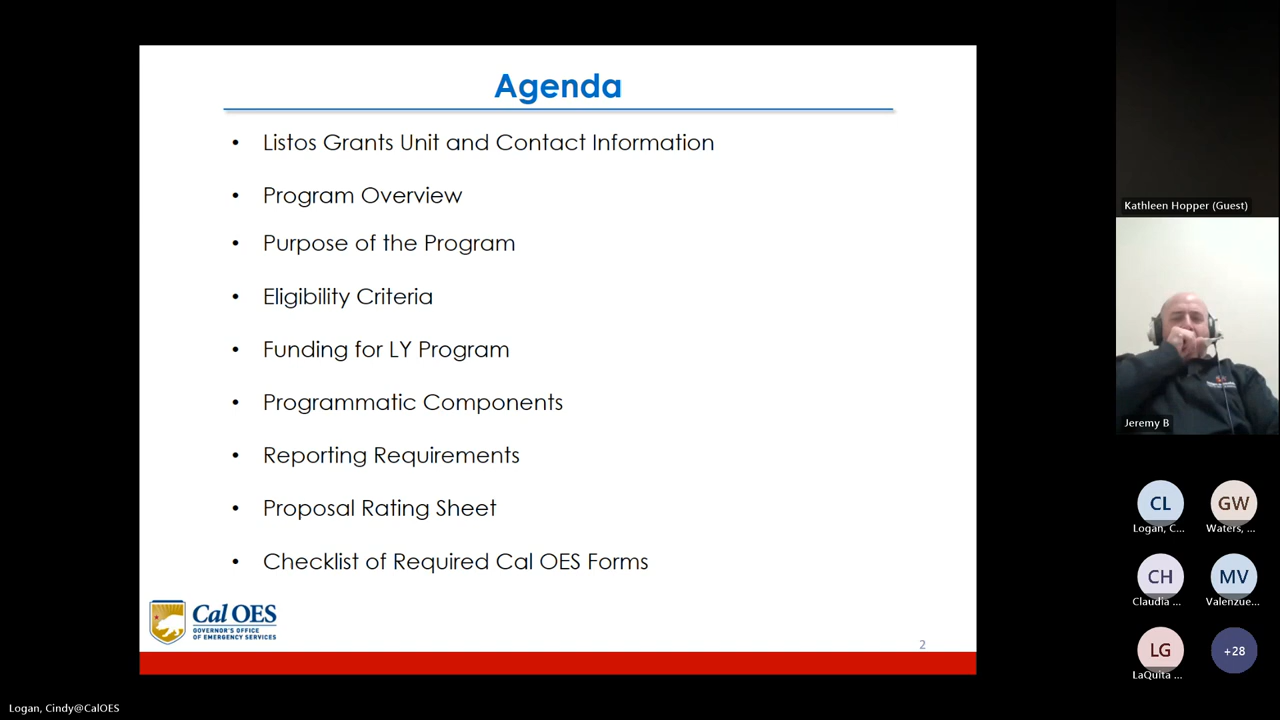 Agenda
• Listos Grants Unit and Contact Information
• Program Overview
• Purpose of the Program
• Eligibility Criteria
• Funding for LY Program
• Programmatic Components
• Reporting Requirements
• Proposal Rating Sheet
• Checklist of Required Cal OES Forms
Cal OES
GOVERNOR'S OFFICE
OF EMERGENCY SERVICES
2
Kathleen Hopper (Guest)
Jeremy B
CL
GW
Logan, C...
Waters, ...
CH
MV
Claudia ...
Valenzue...
LG
+28
LaQuita ...
Logan, Cindy@CalOES